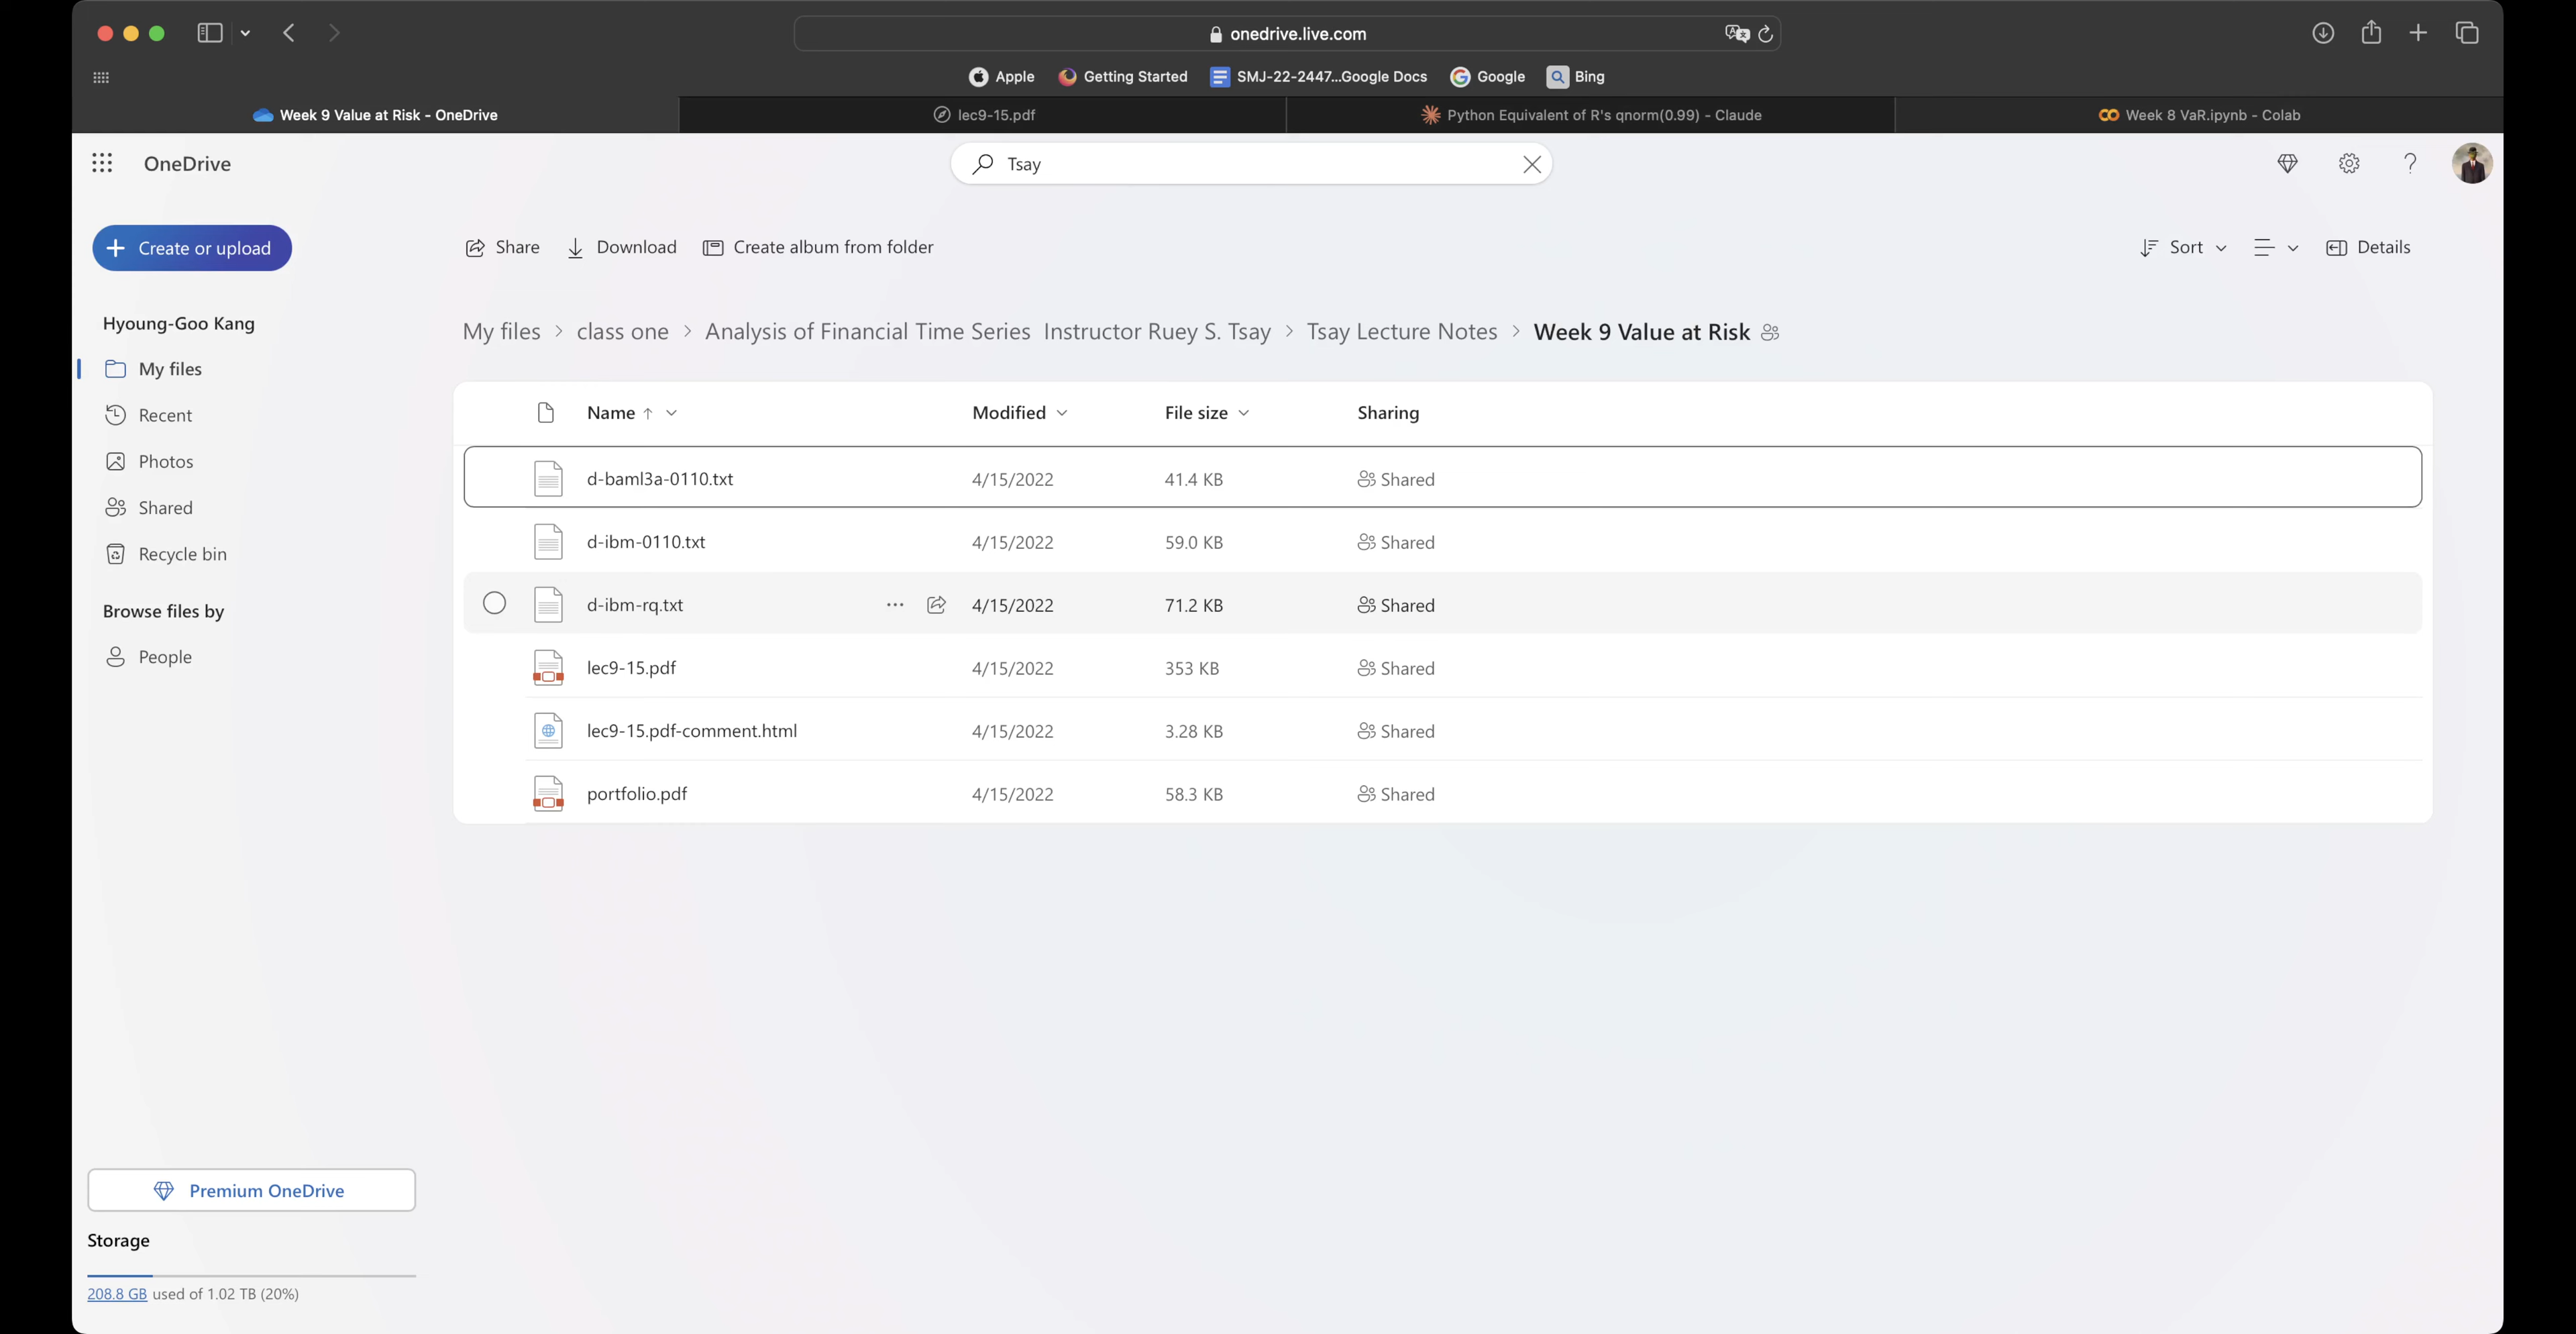 onedrive.live.com
Apple Getting Started SMJ-22-2447...Google Docs Google Bing
Week 9 Value at Risk - OneDrive lec9-15.pdf Python Equivalent of R's qnorm(0.99) - Claude Week 8 VaR.ipynb - Colab
OneDrive Tsay
Create or upload Share Download Create album from folder Sort Details
Hyoung-Goo Kang
My files
Recent
Photos
Shared
Recycle bin
Browse files by
People
My files > class one > Analysis of Financial Time Series Instructor Ruey S. Tsay > Tsay Lecture Notes > Week 9 Value at Risk
Name Modified File size Sharing
d-baml3a-0110.txt 4/15/2022 41.4 KB Shared
d-ibm-0110.txt 4/15/2022 59.0 KB Shared
d-ibm-rq.txt 4/15/2022 71.2 KB Shared
lec9-15.pdf 4/15/2022 353 KB Shared
lec9-15.pdf-comment.html 4/15/2022 3.28 KB Shared
portfolio.pdf 4/15/2022 58.3 KB Shared
Premium OneDrive
Storage
208.8 GB used of 1.02 TB (20%)